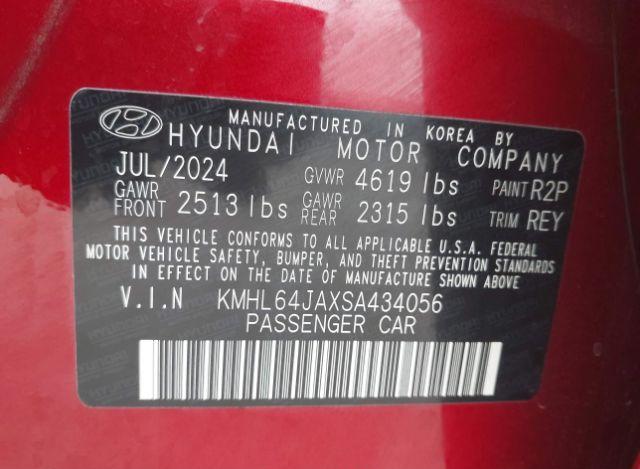 MANUFACTURED IN KOREA BY
HYUNDAI MOTOR COMPANY
JUL/2024 GVWR 4619 lbs PAINT R2P
GAWR FRONT 2513 lbs GAWR REAR 2315 lbs TRIM REY
THIS VEHICLE CONFORMS TO ALL APPLICABLE U.S.A. FEDERAL
MOTOR VEHICLE SAFETY, BUMPER, AND THEFT PREVENTION STANDARDS
IN EFFECT ON THE DATE OF MANUFACTURE SHOWN ABOVE
V.I.N KMHL64JAXSA434056
PASSENGER CAR